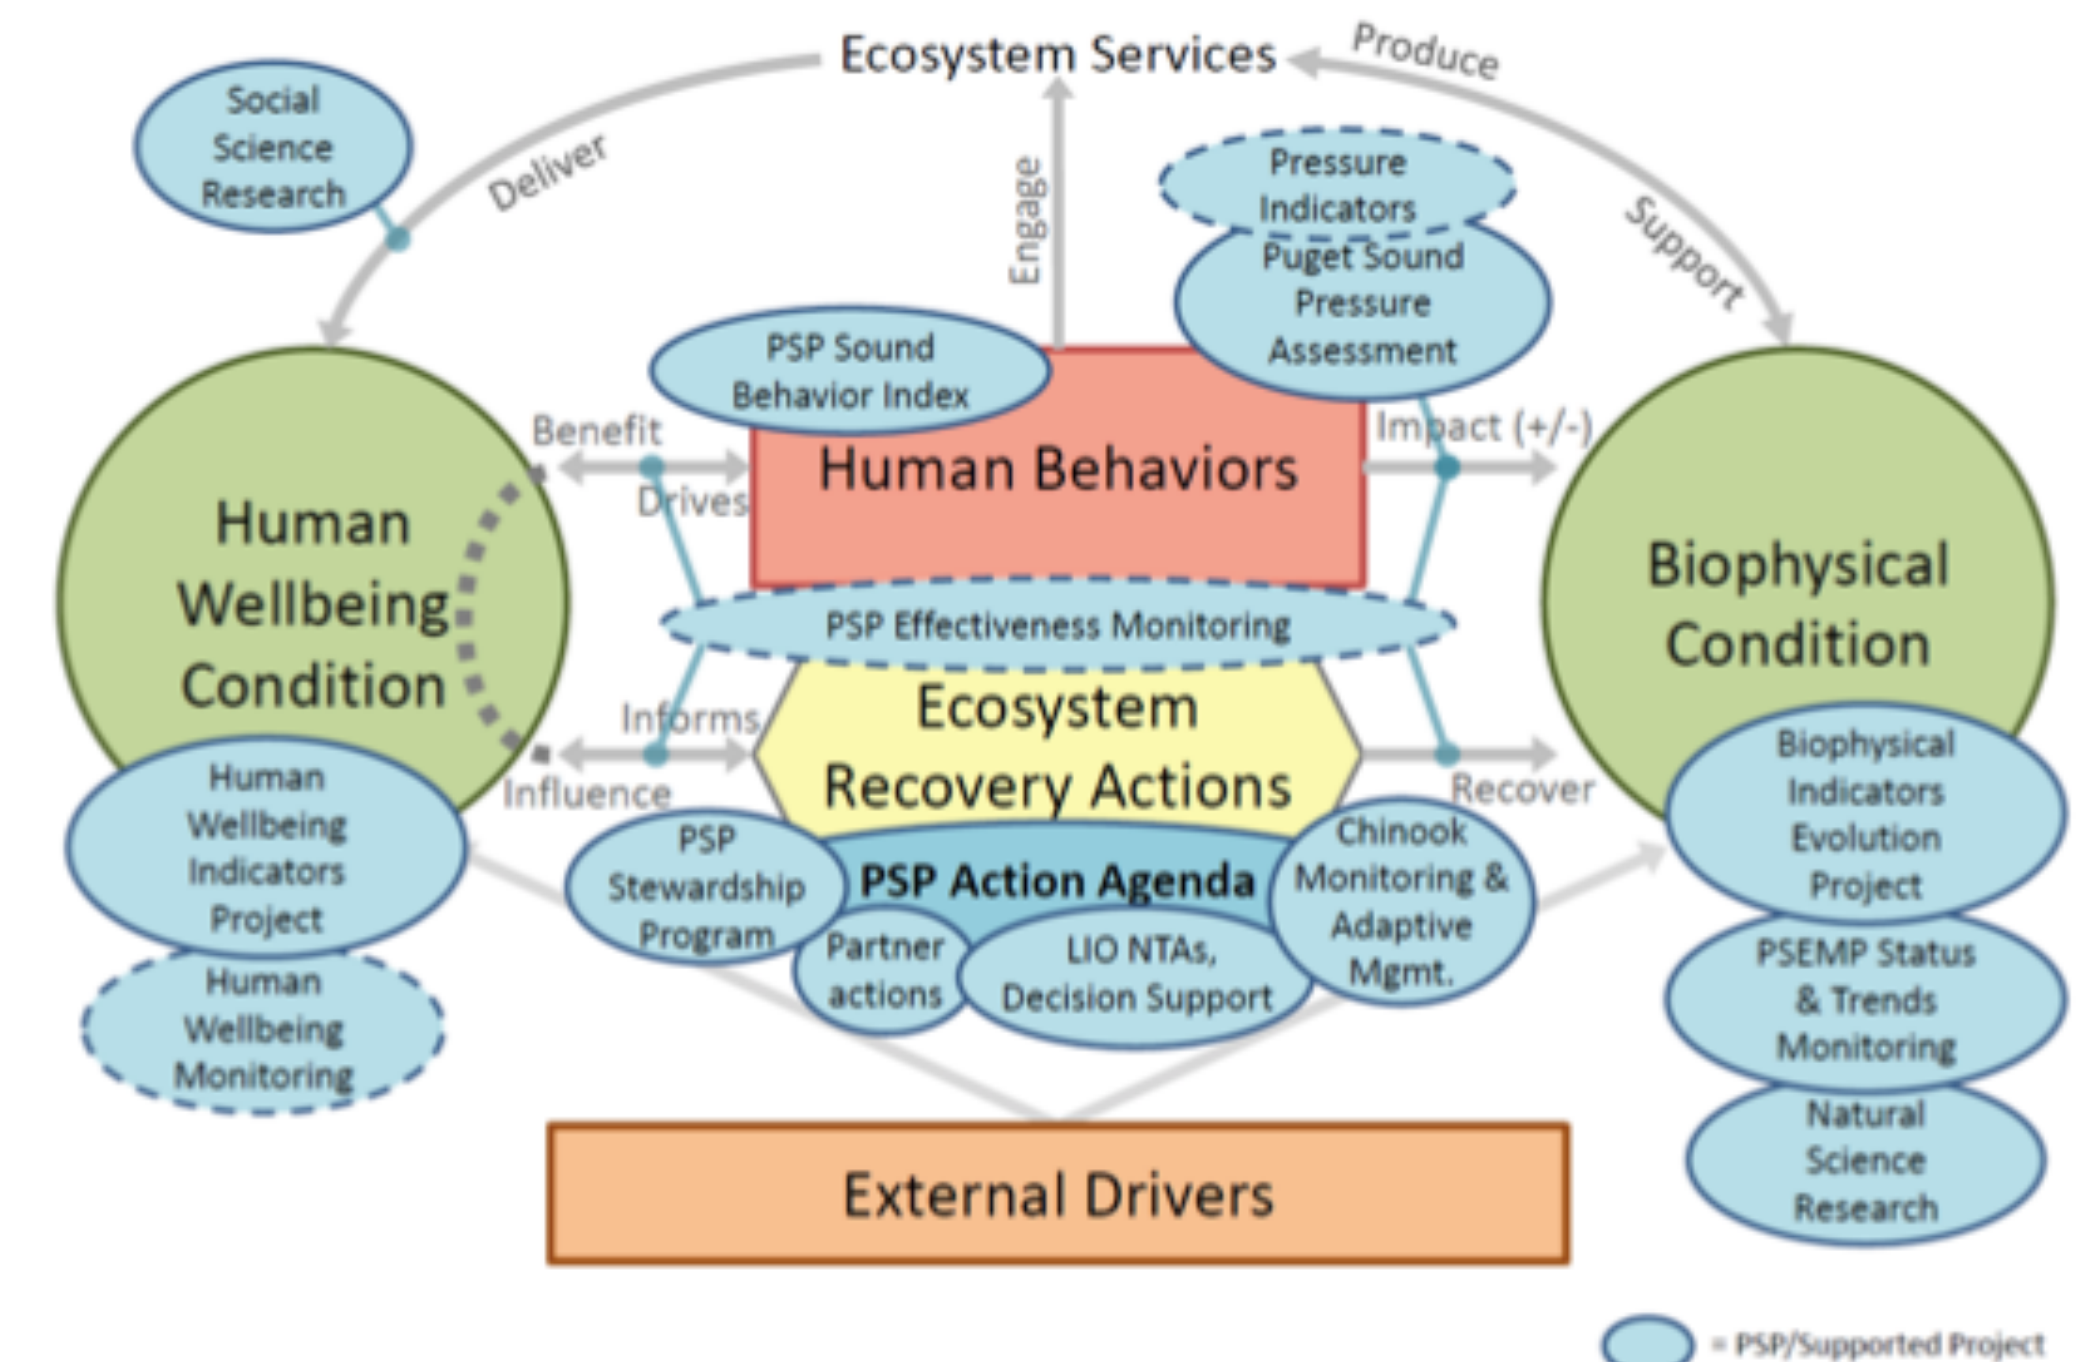 Ecosystem Services
Produce
Support
Deliver
Engage
Social
Science
Research
Pressure
Indicators
Puget Sound
Pressure
Assessment
PSP Sound
Behavior Index
Benefit
Drives
Human Behaviors
Impact (+/-)
Human
Wellbeing
Condition
Biophysical
Condition
PSP Effectiveness Monitoring
Informs
Influence
Ecosystem
Recovery Actions
Recover
Human
Wellbeing
Indicators
Project
Human
Wellbeing
Monitoring
PSP
Stewardship
Program
PSP Action Agenda
Partner
actions
LIO NTAs,
Decision Support
Chinook
Monitoring &
Adaptive
Mgmt.
Biophysical
Indicators
Evolution
Project
PSEMP Status
& Trends
Monitoring
Natural
Science
Research
External Drivers
= PSP/Supported Project